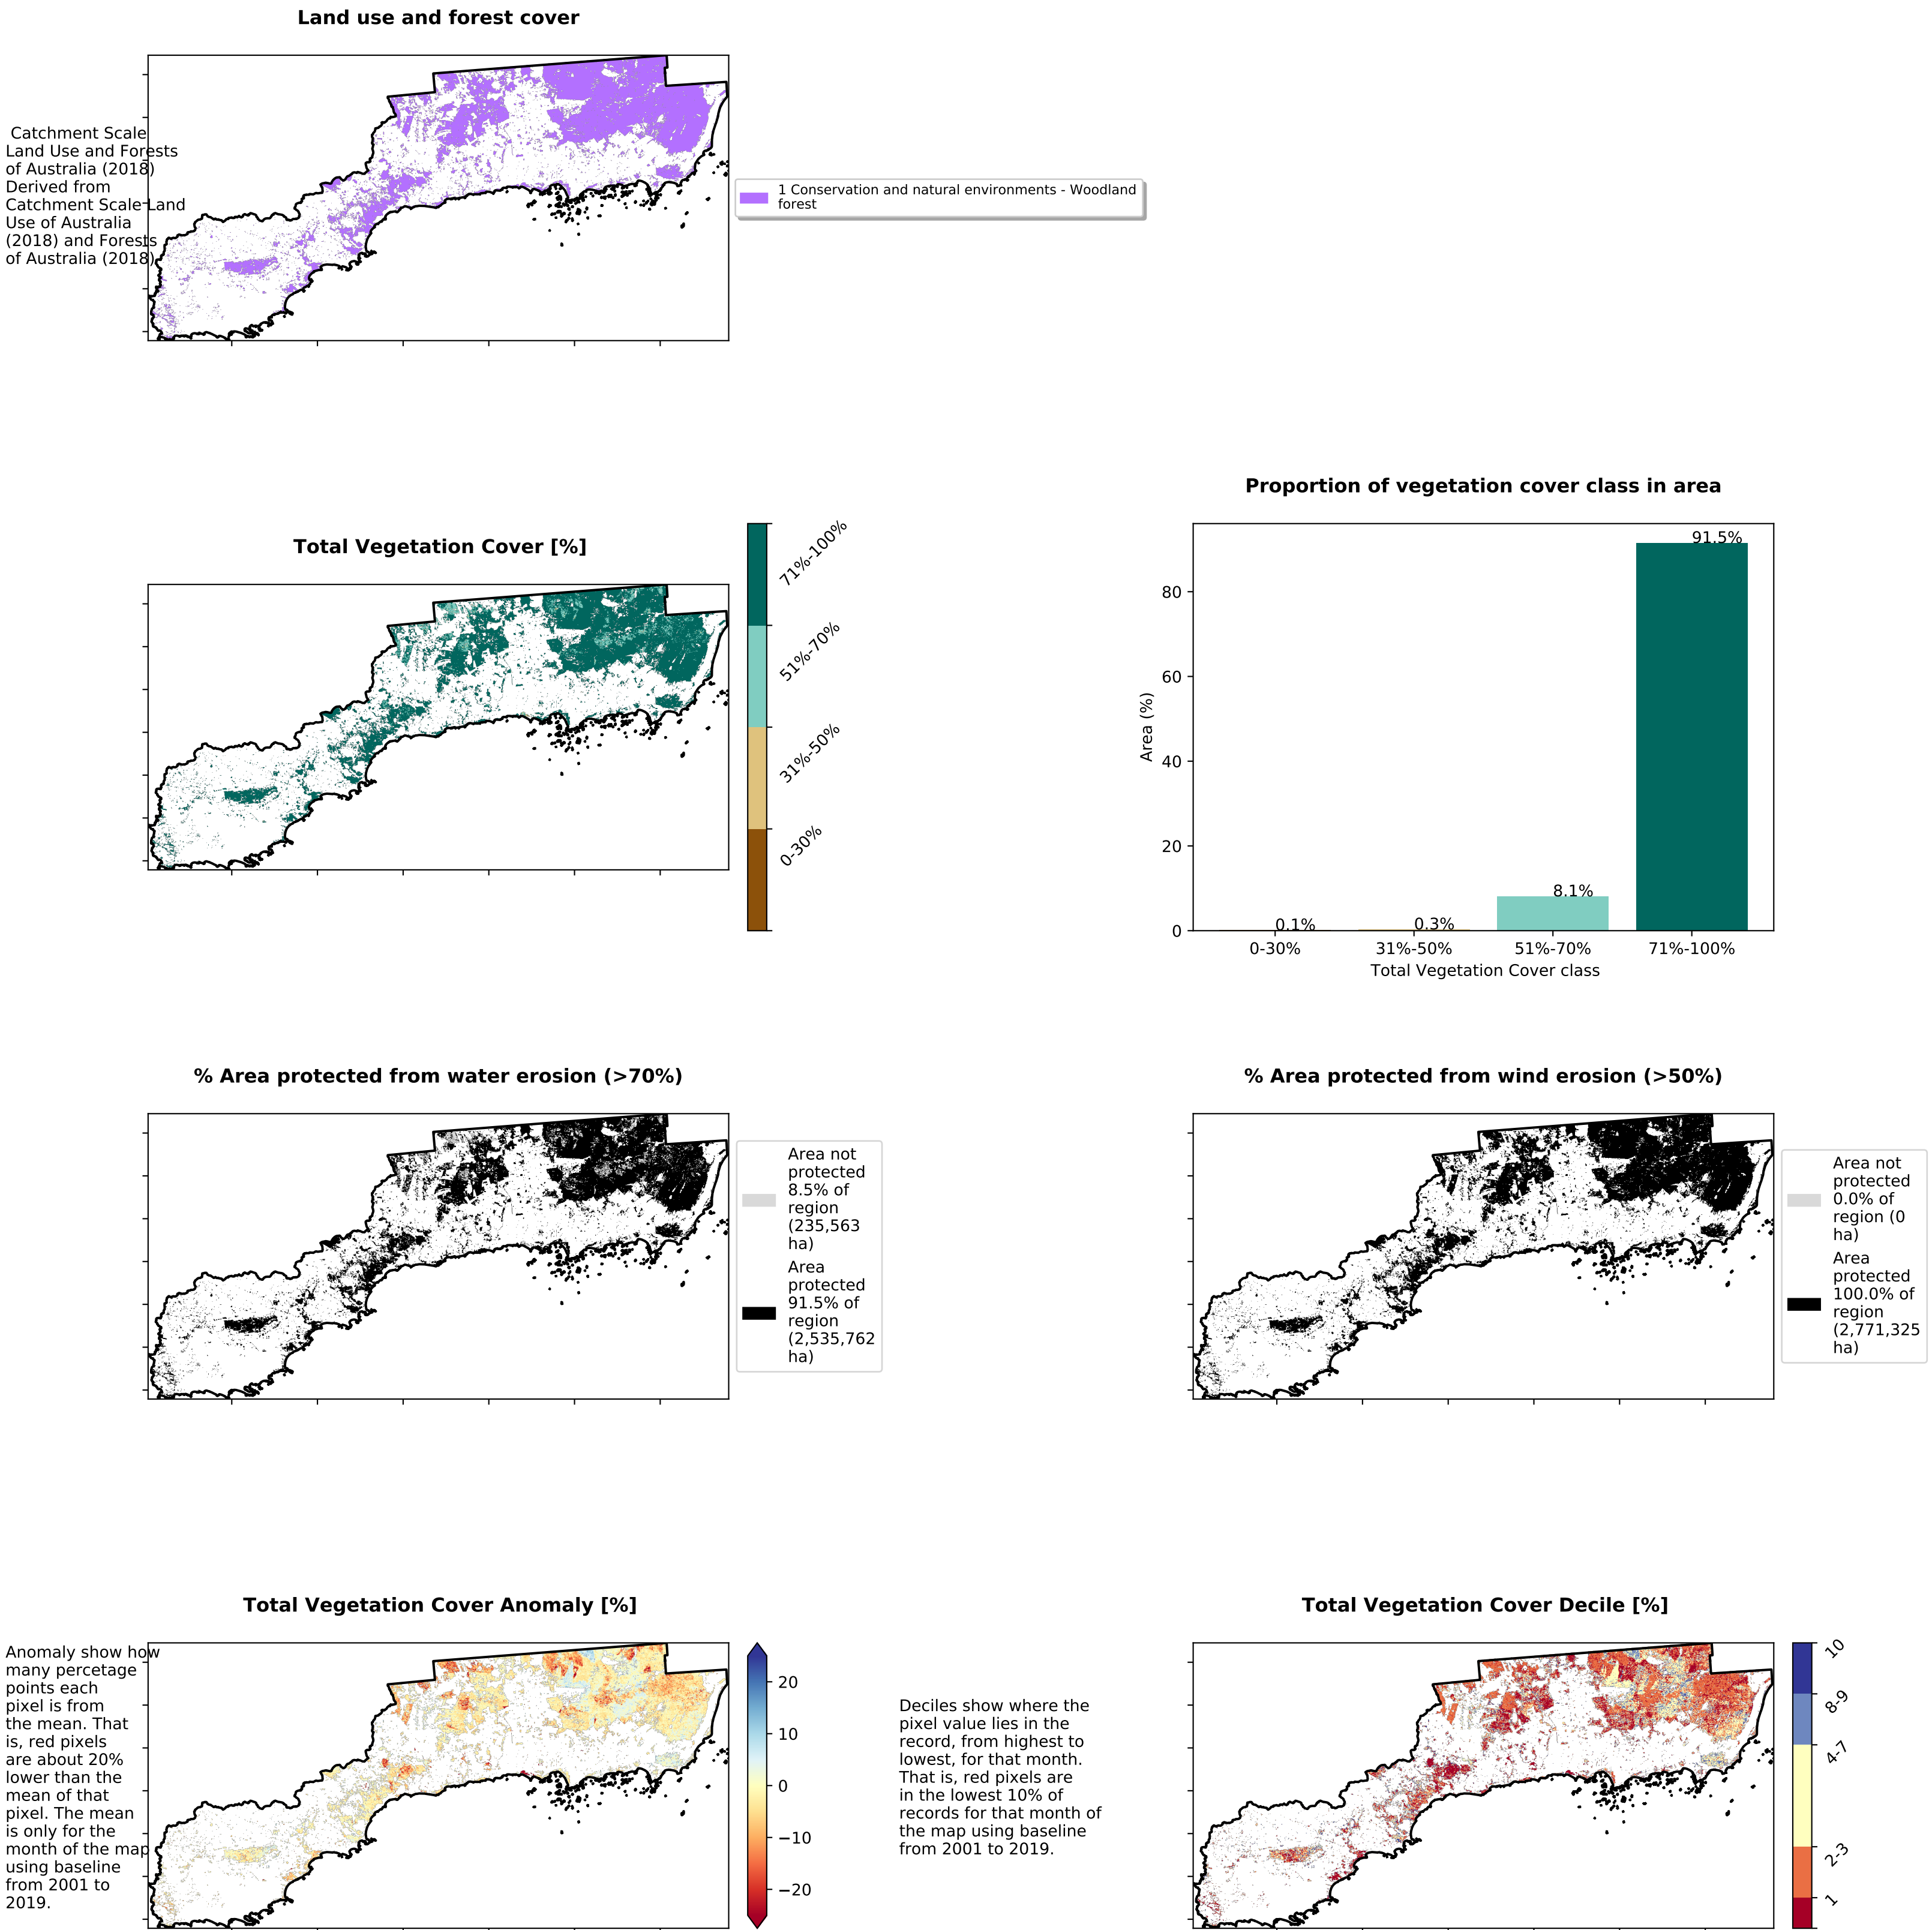 Land use and forest cover
Catchment Scale
Land Use and Forests
of Australia (2018)
Derived from
Catchment Scale Land
Use of Australia
(2018) and Forests
of Australia (2018)
1 Conservation and natural environments - Woodland
forest
Total Vegetation Cover [%]
71%-100%
51%-70%
31%-50%
0-30%
Proportion of vegetation cover class in area
Area (%)
80
60
40
20
0
0.1%
0.3%
8.1%
91.5%
0-30%
31%-50%
51%-70%
71%-100%
Total Vegetation Cover class
% Area protected from water erosion (>70%)
Area not
protected
8.5% of
region
(235,563
ha)
Area
protected
91.5% of
region
(2,535,762
ha)
% Area protected from wind erosion (>50%)
Area not
protected
0.0% of
region (0
ha)
Area
protected
100.0% of
region
(2,771,325
ha)
Total Vegetation Cover Anomaly [%]
Anomaly show how
many percetage
points each
pixel is from
the mean. That
is, red pixels
are about 20%
lower than the
mean of that
pixel. The mean
is only for the
month of the map
using baseline
from 2001 to
2019.
20
10
0
−10
−20
Deciles show where the
pixel value lies in the
record, from highest to
lowest, for that month.
That is, red pixels are
in the lowest 10% of
records for that month of
the map using baseline
from 2001 to 2019.
Total Vegetation Cover Decile [%]
10
8-9
4-7
2-3
1